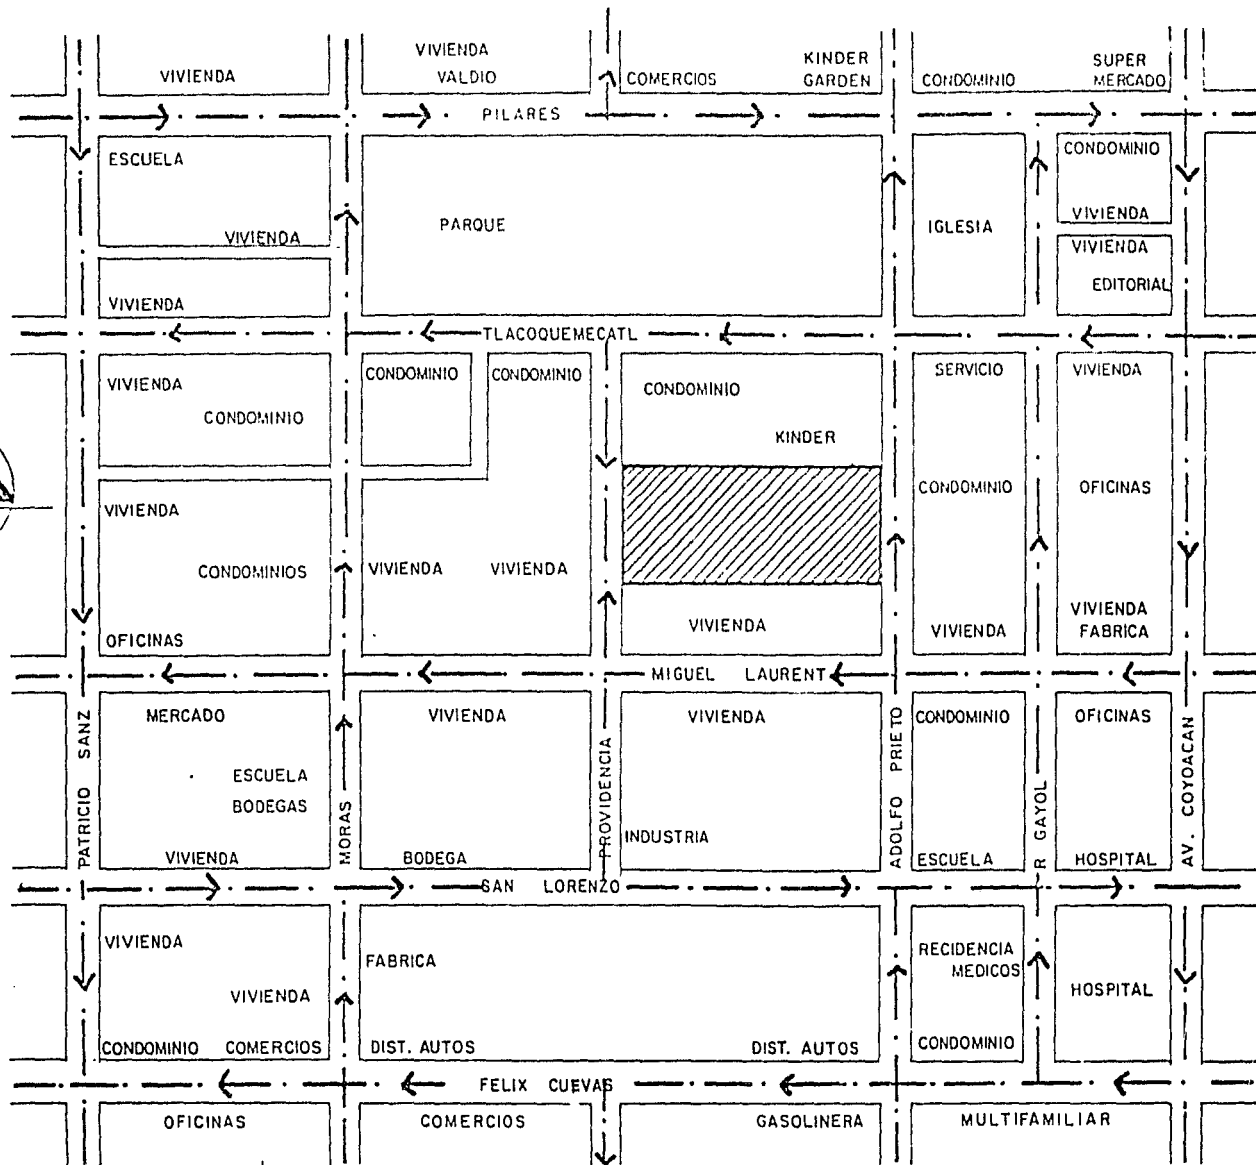 VIVIENDA
VIVIENDA
VALDIO
COMERCIOS
KINDER
GARDEN
CONDOMINIO
SUPER
MERCADO
PILARES
ESCUELA
VIVIENDA
PARQUE
IGLESIA
CONDOMINIO
VIVIENDA
VIVIENDA
EDITORIAL
VIVIENDA
TLACOQUEMECATL
VIVIENDA
CONDOMINIO
CONDOMINIO
CONDOMINIO
CONDOMINIO
KINDER
SERVICIO
VIVIENDA
VIVIENDA
CONDOMINIO
OFICINAS
CONDOMINIOS
VIVIENDA
VIVIENDA
OFICINAS
VIVIENDA
VIVIENDA
VIVIENDA
FABRICA
MIGUEL LAURENT
MERCADO
VIVIENDA
VIVIENDA
CONDOMINIO
OFICINAS
ESCUELA
BODEGAS
PATRICIO SANZ
MORAS
PROVIDENCIA
ADOLFO PRIETO
R GAYOL
AV. COYOACAN
INDUSTRIA
VIVIENDA
BODEGA
ESCUELA
HOSPITAL
SAN LORENZO
VIVIENDA
FABRICA
RECIDENCIA
MEDICOS
VIVIENDA
HOSPITAL
CONDOMINIO
COMERCIOS
DIST. AUTOS
DIST. AUTOS
CONDOMINIO
FELIX CUEVAS
OFICINAS
COMERCIOS
GASOLINERA
MULTIFAMILIAR